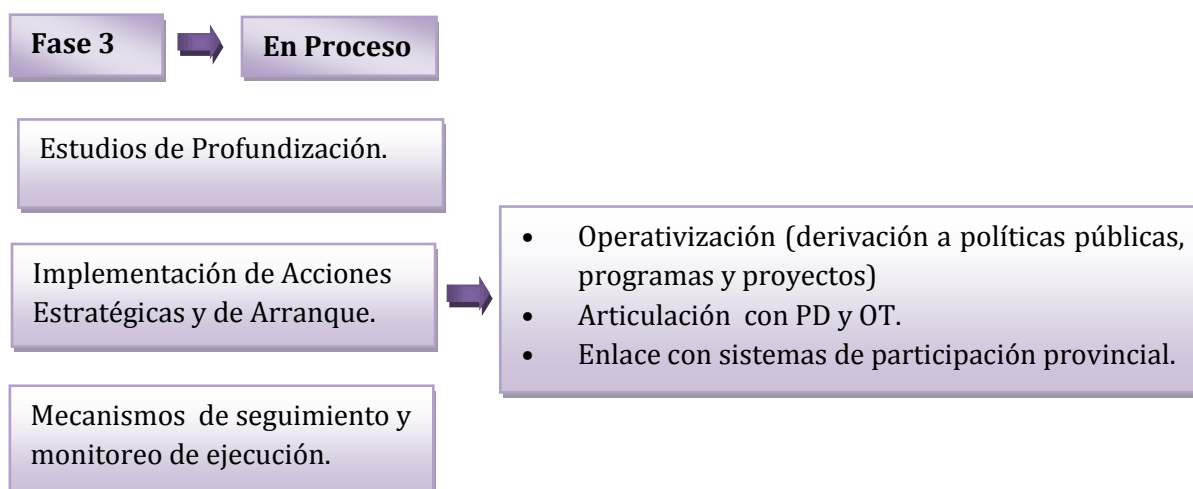 Fase 3
En Proceso
Estudios de Profundización.
Implementación de Acciones
Estratégicas y de Arranque.
• Operativización (derivación a políticas públicas,
programas y proyectos)
• Articulación con PD y OT.
• Enlace con sistemas de participación provincial.
Mecanismos de seguimiento y
monitoreo de ejecución.